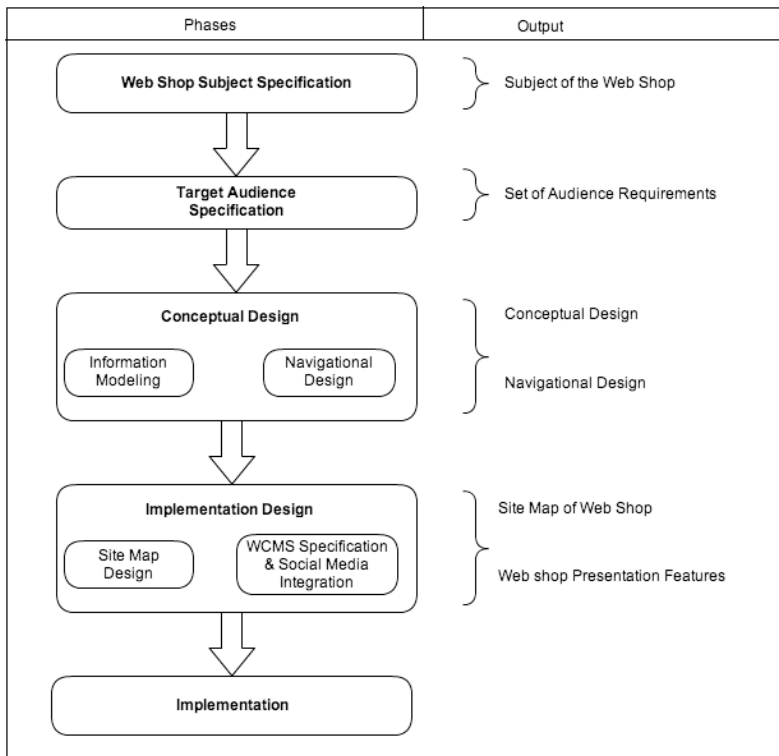 Phases
Output
Web Shop Subject Specification
Subject of the Web Shop
Target Audience
Specification
Set of Audience Requirements
Conceptual Design
Information
Modeling
Navigational
Design
Conceptual Design
Navigational Design
Implementation Design
Site Map
Design
WCMS Specification
& Social Media
Integration
Site Map of Web Shop
Web shop Presentation Features
Implementation